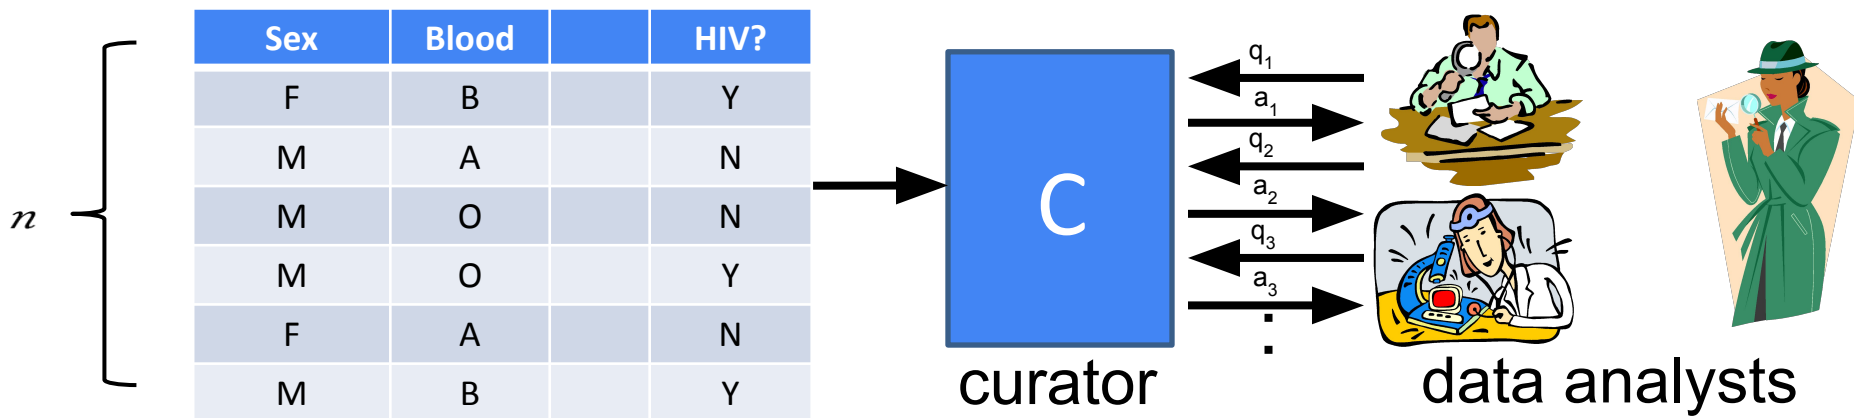 Sex Blood HIV?
F B Y
M A N
M O N
M O Y
F A N
M B Y
n
C
curator
q1
a1
q2
a2
q3
a3
data analysts